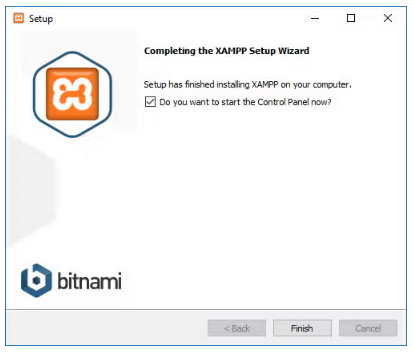 Setup
Completing the XAMPP Setup Wizard
Setup has finished installing XAMPP on your computer.
Do you want to start the Control Panel now?
bitnami
< Back
Finish
Cancel